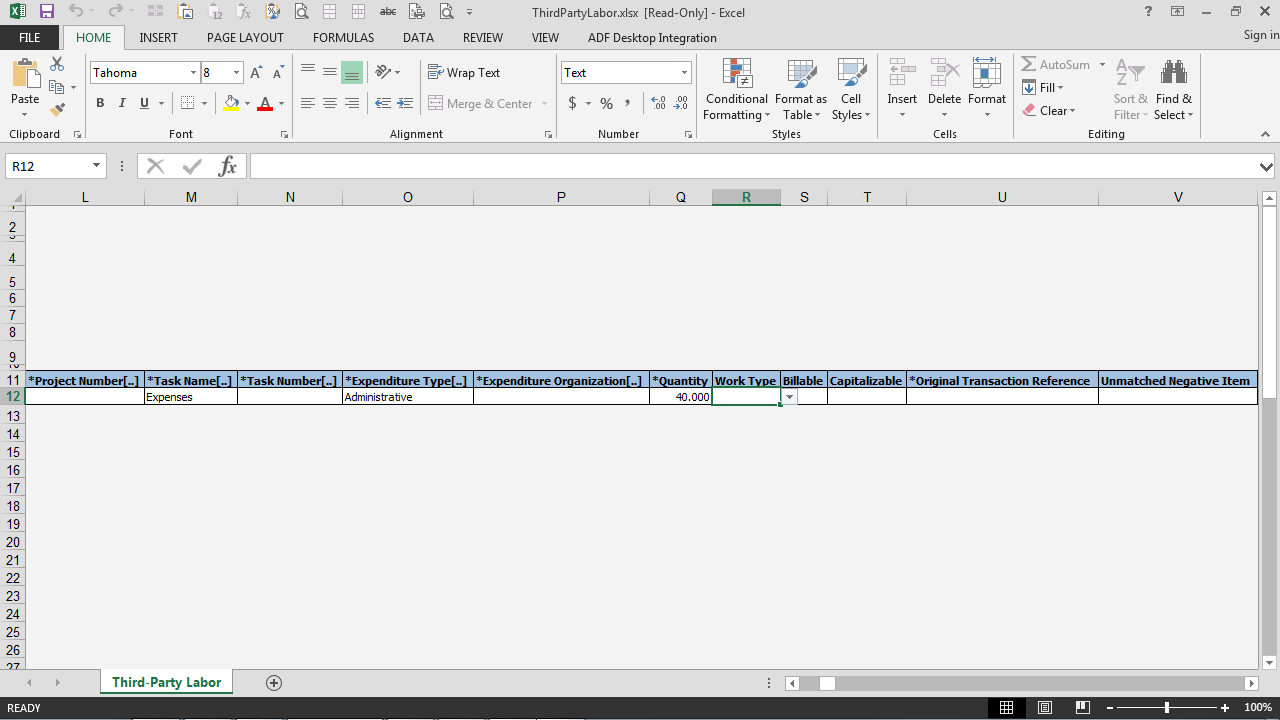 ThirdPartyLabor.xlsx [Read-Only] - Excel
FILE HOME INSERT PAGE LAYOUT FORMULAS DATA REVIEW VIEW ADF Desktop Integration Sign in
Tahoma 8 Wrap Text Text AutoSum
Fill
Paste B I U Merge & Center $ % , Conditional Formatting Format as Table Cell Styles Insert Delete Format Clear Sort & Filter Find & Select
Clipboard Font Alignment Number Styles Cells Editing
R12 fx
L M N O P Q R S T U V
2
4
5
6
7
8
9
11 *Project Number[..] *Task Name[..] *Task Number[..] *Expenditure Type[..] *Expenditure Organization[..] *Quantity Work Type Billable Capitalizable *Original Transaction Reference Unmatched Negative Item
12 Expenses Administrative 40.000
13
14
15
16
17
18
19
20
21
22
23
24
25
26
27
Third-Party Labor
READY 100%